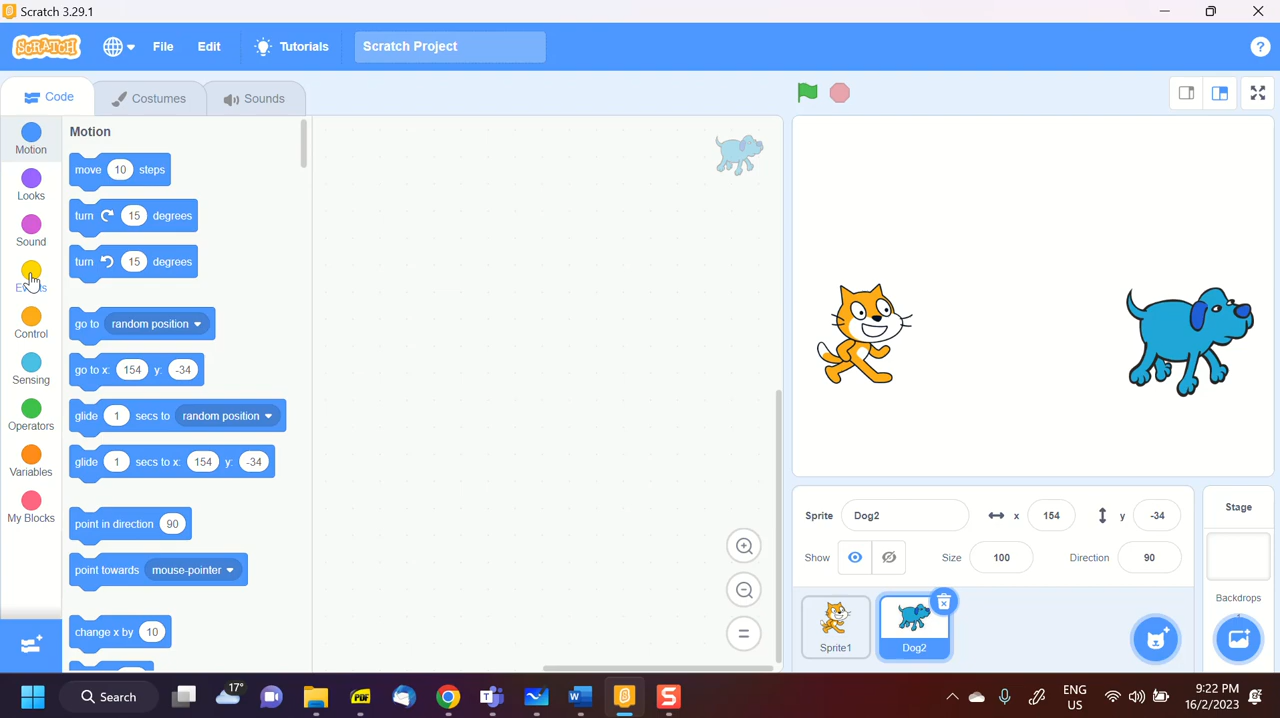 Scratch 3.29.1
SCRATCH File Edit Tutorials Scratch Project ?
Code Costumes Sounds
Motion
Looks
Sound
Events
Control
Sensing
Operators
Variables
My Blocks
Motion
move 10 steps
turn 15 degrees
turn 15 degrees
go to random position
go to x: 154 y: -34
glide 1 secs to random position
glide 1 secs to x: 154 y: -34
point in direction 90
point towards mouse-pointer
change x by 10
Sprite Dog2 x 154 y -34
Show Size 100 Direction 90
Sprite1
Dog2
Stage
Backdrops
17°
Search
PDF
ENG
US
9:22 PM
16/2/2023